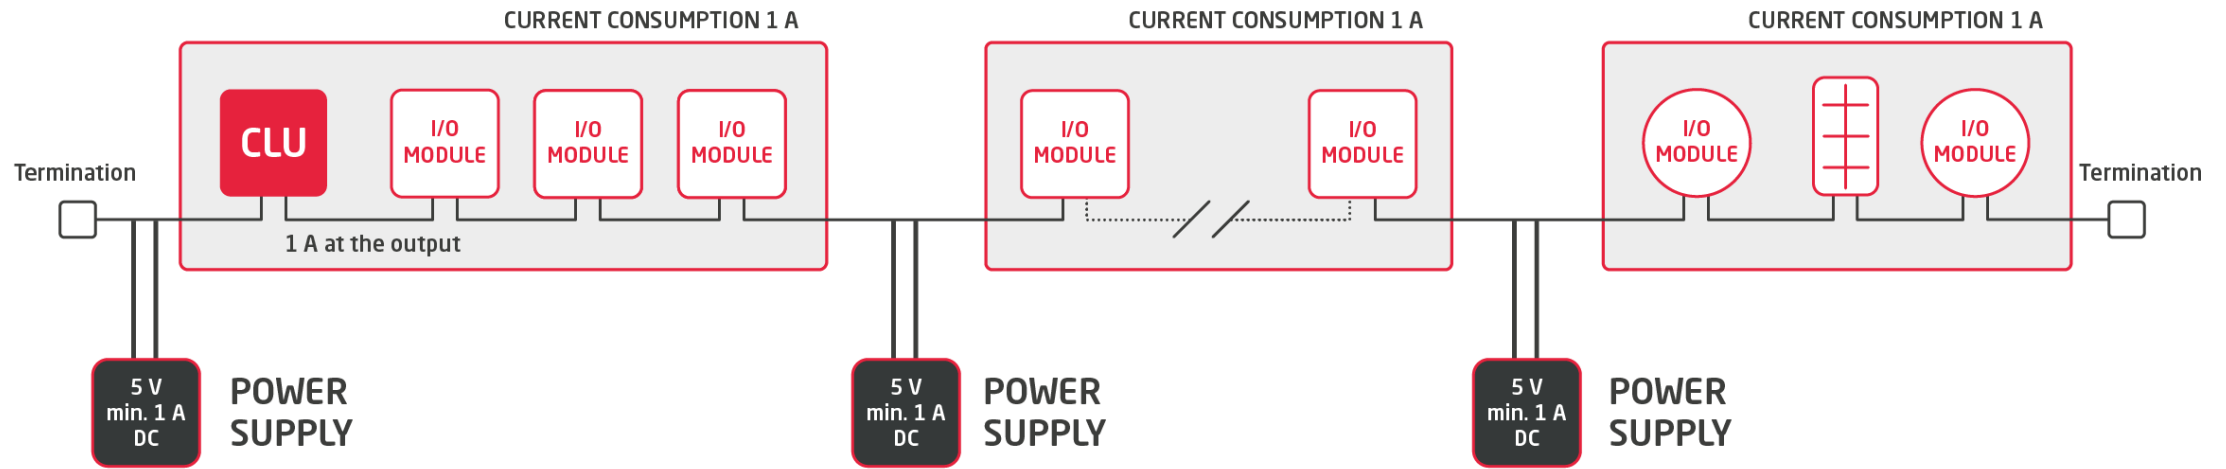 CURRENT CONSUMPTION 1 A
CURRENT CONSUMPTION 1 A
CURRENT CONSUMPTION 1 A
Termination
CLU
I/O
MODULE
I/O
MODULE
I/O
MODULE
1 A at the output
I/O
MODULE
I/O
MODULE
I/O
MODULE
I/O
MODULE
Termination
5 V
min. 1 A
DC
POWER
SUPPLY
5 V
min. 1 A
DC
POWER
SUPPLY
5 V
min. 1 A
DC
POWER
SUPPLY